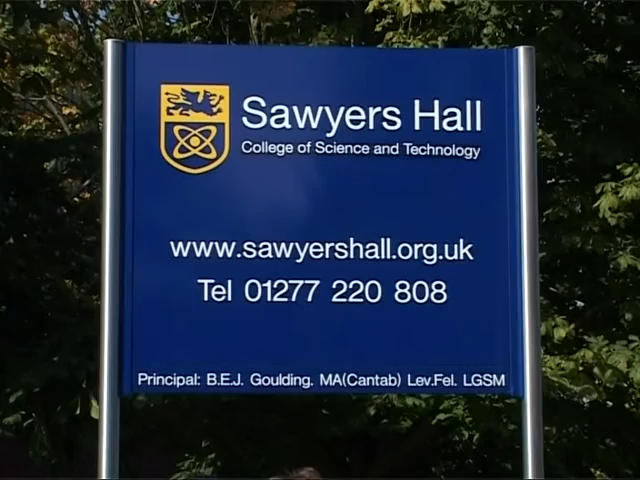 Sawyers Hall
College of Science and Technology
www.sawyershall.org.uk
Tel 01277 220 808
Principal: B.E.J. Goulding. MA(Cantab) Lev.Fel. LGSM